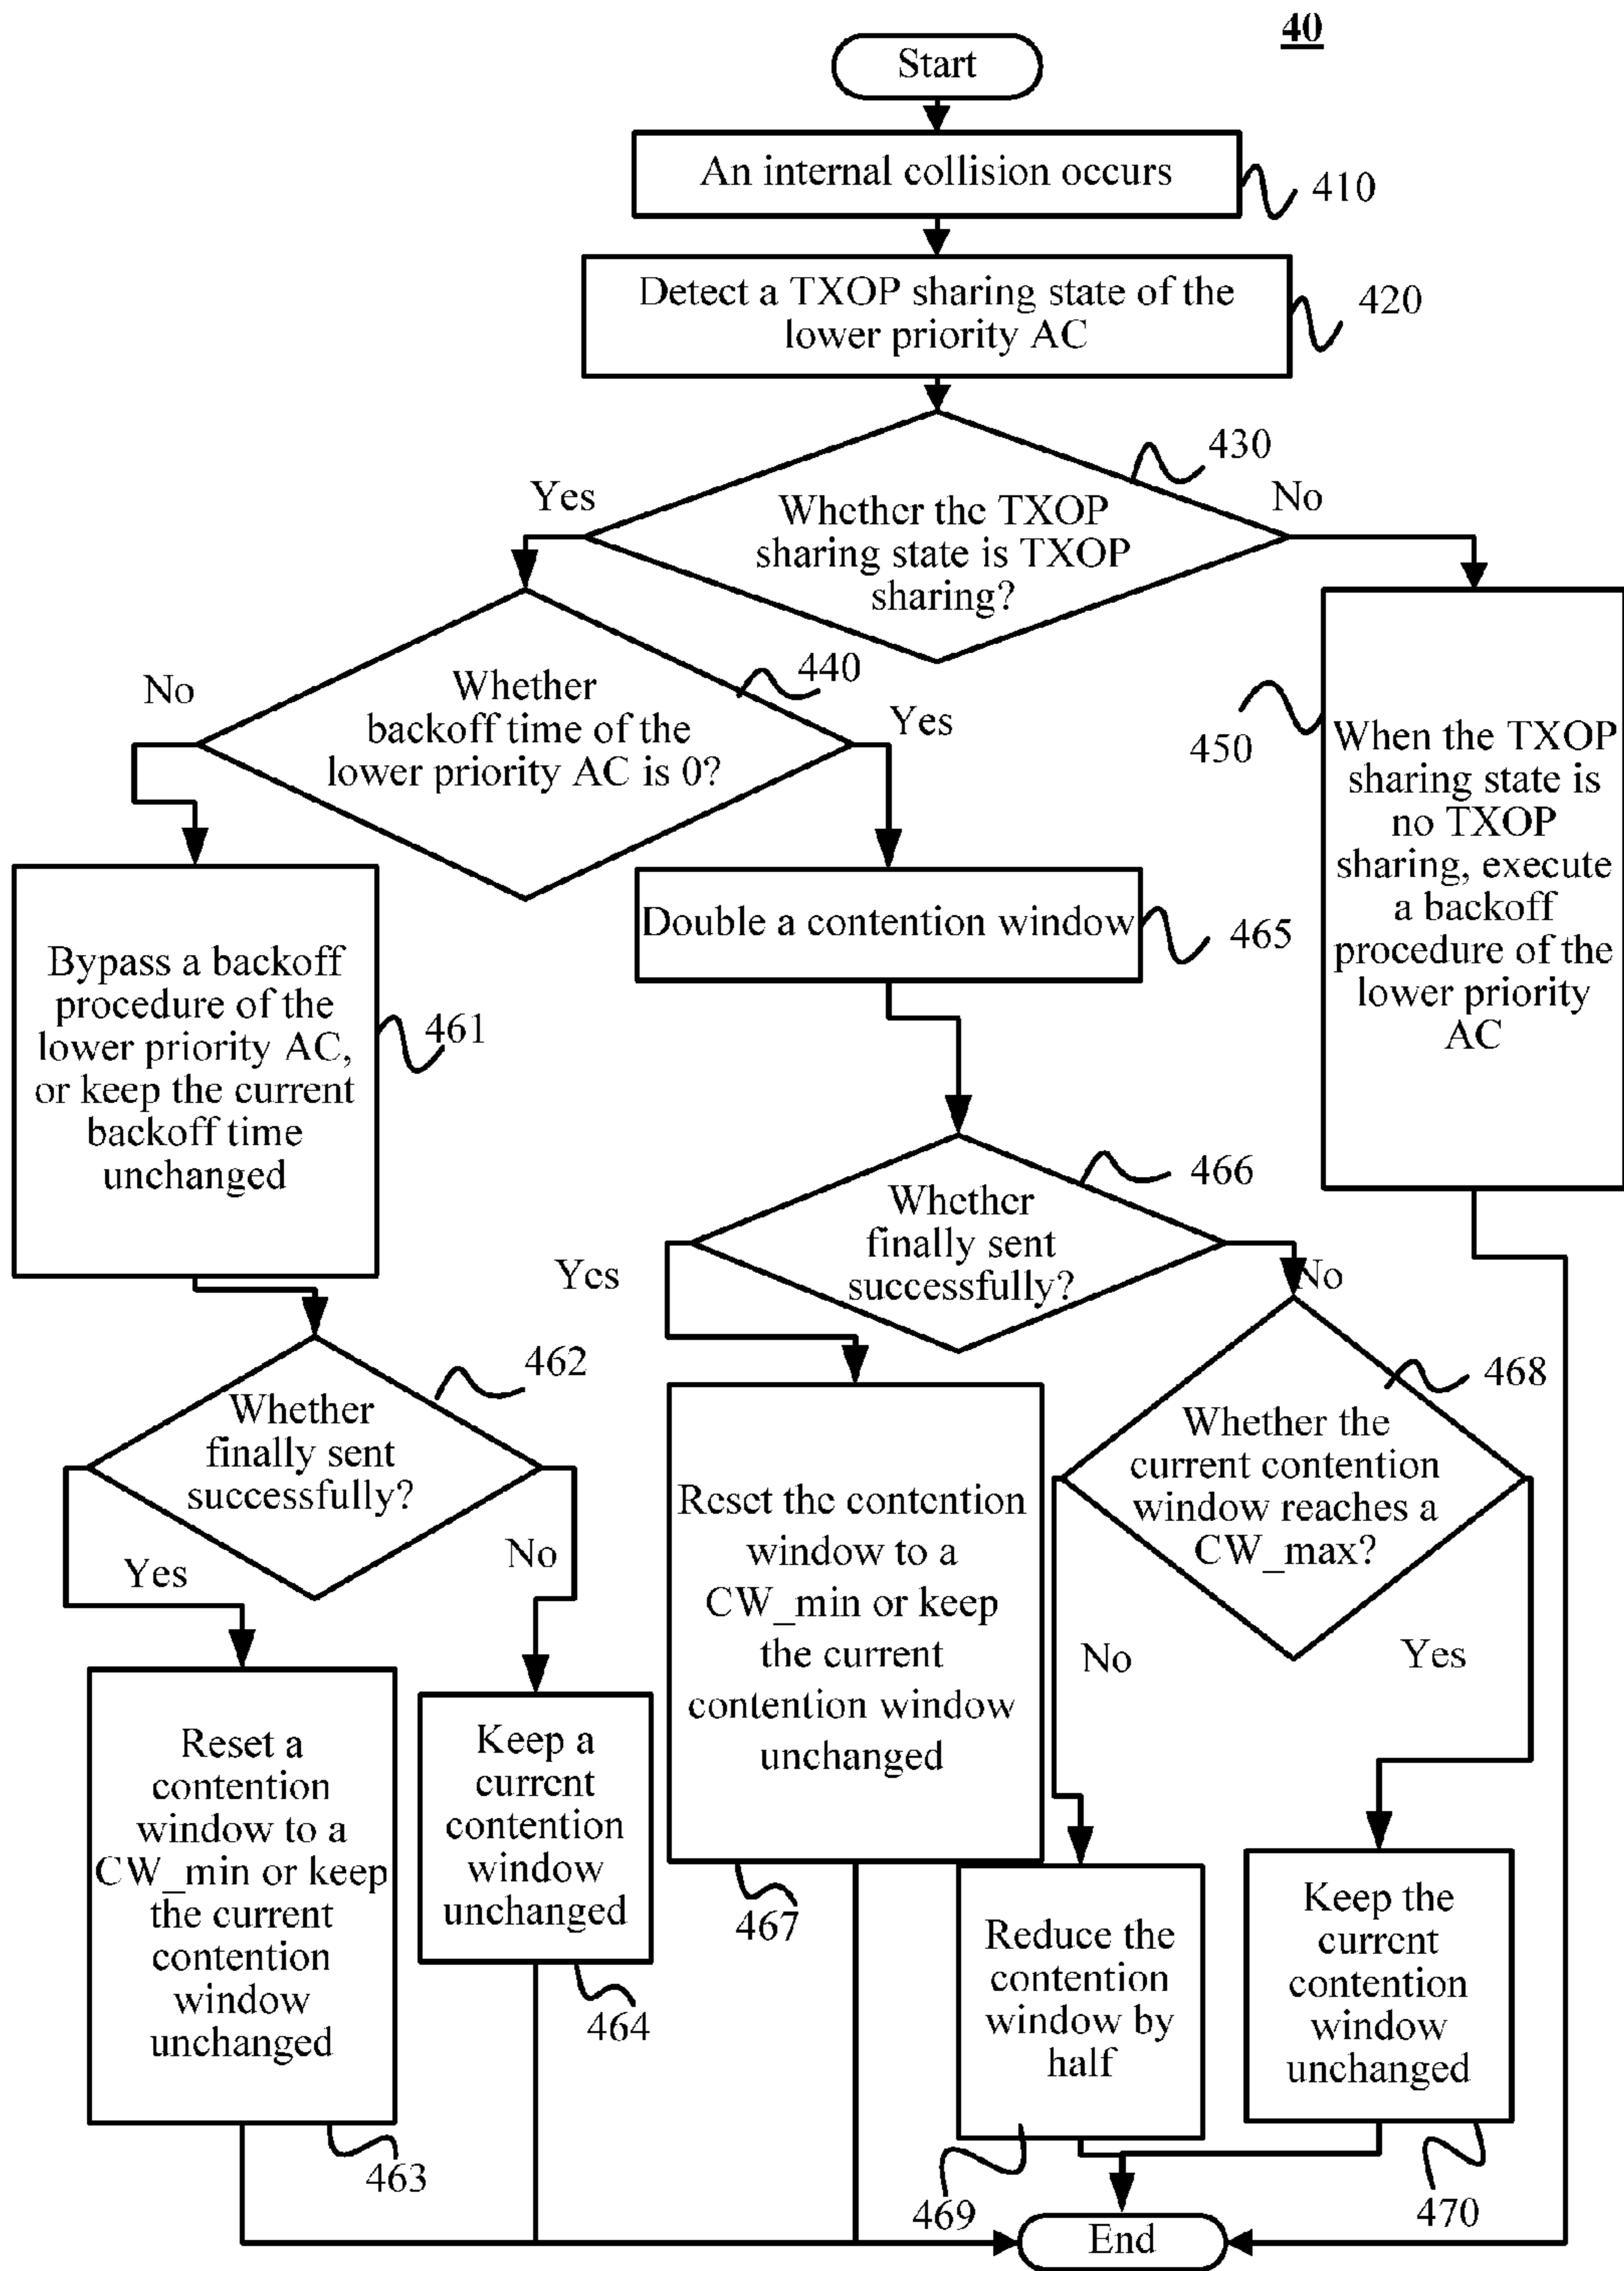 40
Start
An internal collision occurs
410
Detect a TXOP sharing state of the
lower priority AC
420
430
Yes
No
Whether the TXOP
sharing state is TXOP
sharing?
440
No
Whether
backoff time of the
lower priority AC is 0?
Yes
450
When the TXOP
sharing state is
no TXOP
sharing, execute
a backoff
procedure of the
lower priority
AC
Double a contention window
465
Bypass a backoff
procedure of the
lower priority AC,
or keep the current
backoff time
unchanged
461
466
Whether
finally sent
successfully?
Yes
No
462
Whether
finally sent
successfully?
Yes
No
468
Whether the
current contention
window reaches a
CW_max?
No
Yes
Reset the contention
window to a
CW_min or keep
the current
contention window
unchanged
467
Reset a
contention
window to a
CW_min or keep
the current
contention
window
unchanged
463
Keep a
current
contention
window
unchanged
464
Reduce the
contention
window by
half
469
Keep the
current
contention
window
unchanged
470
End